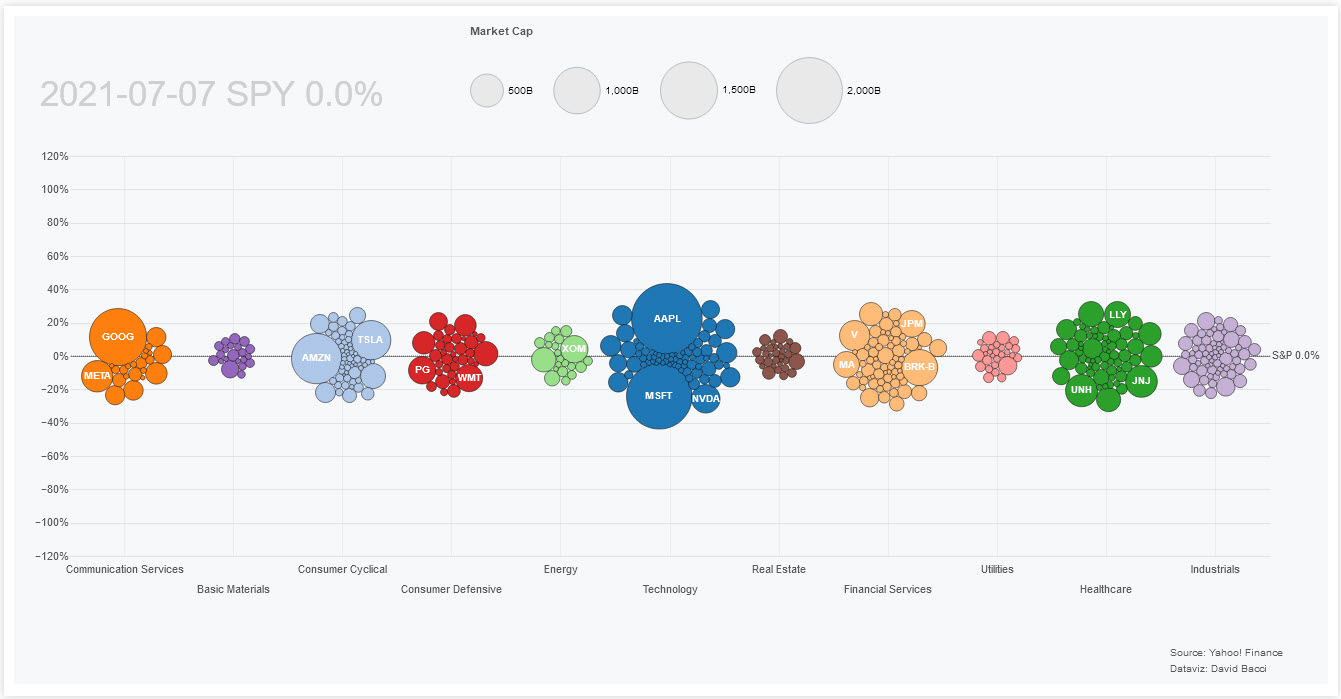 Market Cap
2021-07-07 SPY 0.0%
500B
1,000B
1,500B
2,000B
120%
100%
80%
60%
40%
20%
0%
−20%
−40%
−60%
−80%
−100%
−120%
GOOG
META
AMZN
TSLA
PG
WMT
XOM
AAPL
MSFT
NVDA
V
JPM
MA
BRK-B
LLY
UNH
JNJ
S&P 0.0%
Communication Services
Basic Materials
Consumer Cyclical
Consumer Defensive
Energy
Technology
Real Estate
Financial Services
Utilities
Healthcare
Industrials
Source: Yahoo! Finance
Dataviz: David Bacci